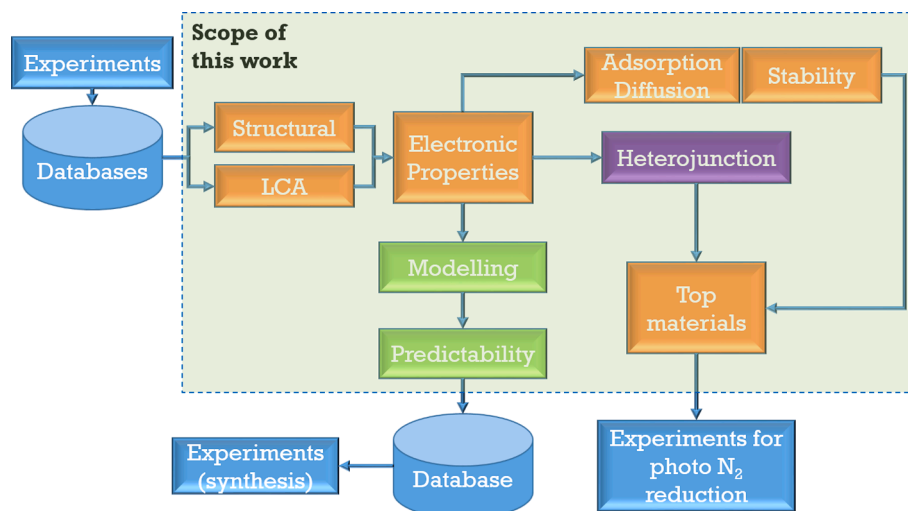 Scope of
this work
Experiments
Databases
Structural
LCA
Electronic
Properties
Adsorption
Diffusion
Stability
Heterojunction
Modelling
Predictability
Top
materials
Database
Experiments
(synthesis)
Experiments for
photo N₂
reduction